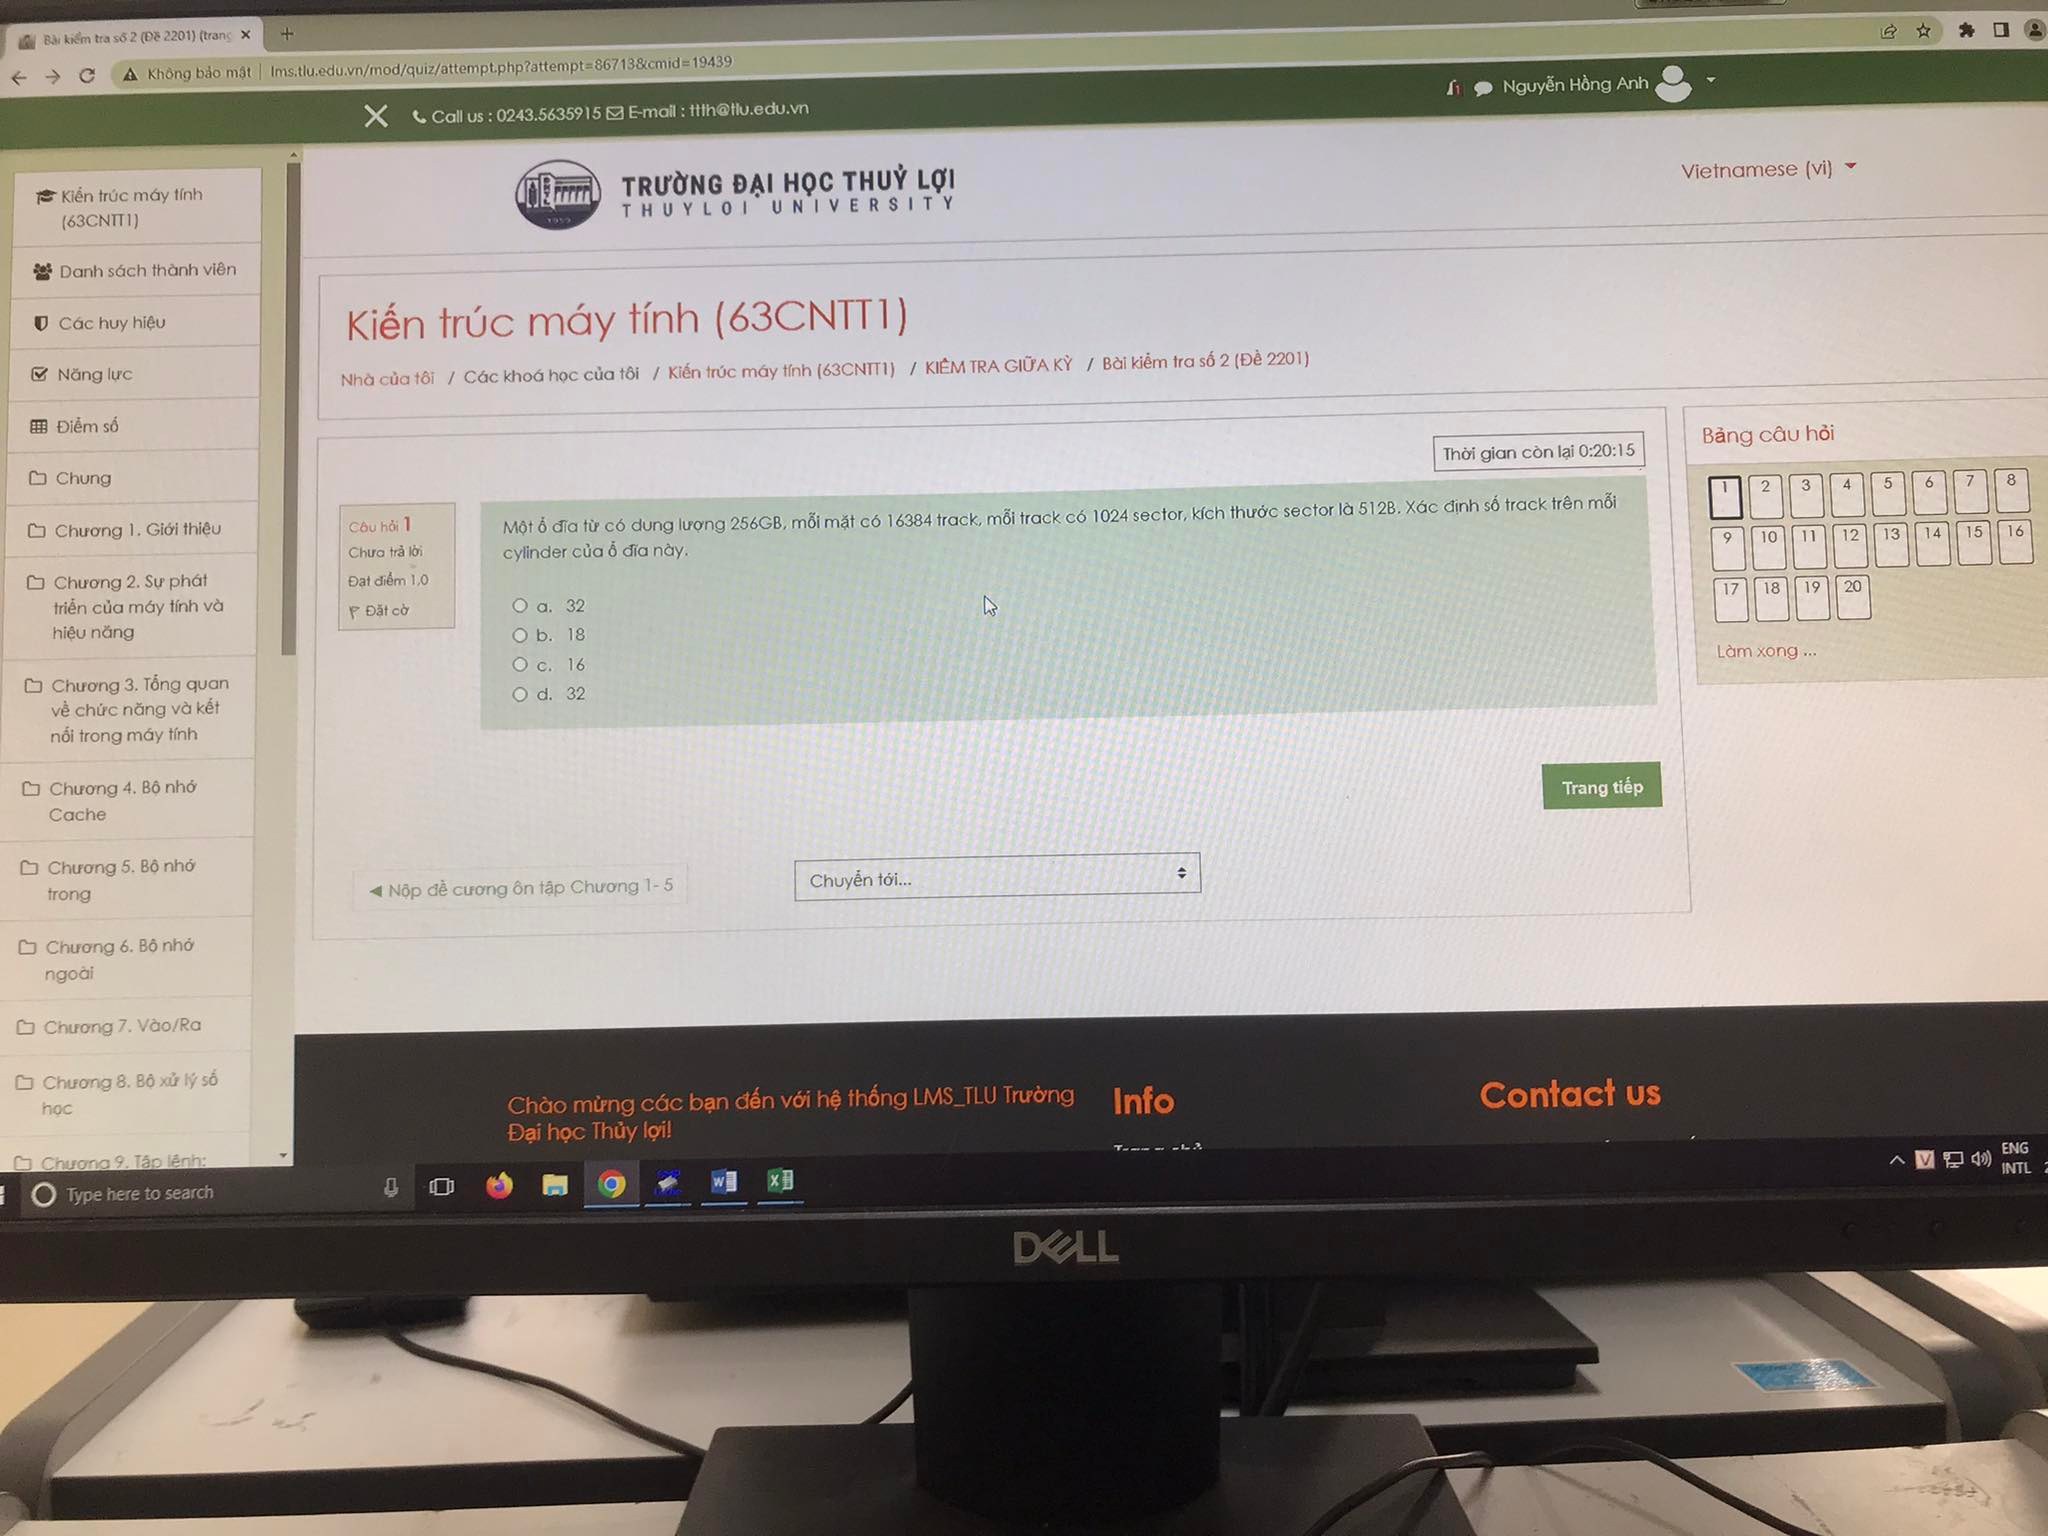 Bài kiểm tra số 2 (Đề 2201) (trang
Không bảo mật
lms.tlu.edu.vn/mod/quiz/attempt.php?attempt=86713&cmid=19439
Call us : 0243.5635915 E-mail : ttth@tlu.edu.vn
1 Nguyễn Hồng Anh
TRƯỜNG ĐẠI HỌC THUỶ LỢI
THUYLOI UNIVERSITY
1959
Vietnamese (vi)
Kiến trúc máy tính
(63CNTT1)
Danh sách thành viên
Các huy hiệu
Năng lực
Điểm số
Chung
Chương 1. Giới thiệu
Chương 2. Sự phát
triển của máy tính và
hiệu năng
Chương 3. Tổng quan
về chức năng và kết
nối trong máy tính
Chương 4. Bộ nhớ
Cache
Chương 5. Bộ nhớ
trong
Chương 6. Bộ nhớ
ngoài
Chương 7. Vào/Ra
Chương 8. Bộ xử lý số
học
Chương 9. Tập lệnh:
Kiến trúc máy tính (63CNTT1)
Nhà của tôi / Các khoá học của tôi / Kiến trúc máy tính (63CNTT1) / KIỂM TRA GIỮA KỲ / Bài kiểm tra số 2 (Đề 2201)
Thời gian còn lại 0:20:15
Câu hỏi 1
Chưa trả lời
Đạt điểm 1,0
Đặt cờ
Một ổ đĩa từ có dung lượng 256GB, mỗi mặt có 16384 track, mỗi track có 1024 sector, kích thước sector là 512B. Xác định số track trên mỗi
cylinder của ổ đĩa này.
a. 32
b. 18
c. 16
d. 32
Trang tiếp
Nộp đề cương ôn tập Chương 1- 5
Chuyển tới...
Bảng câu hỏi
1 2 3 4 5 6 7 8
9 10 11 12 13 14 15 16
17 18 19 20
Làm xong ...
Chào mừng các bạn đến với hệ thống LMS_TLU Trường
Đại học Thủy lợi!
Info
Contact us
Type here to search
ENG
INTL
DELL